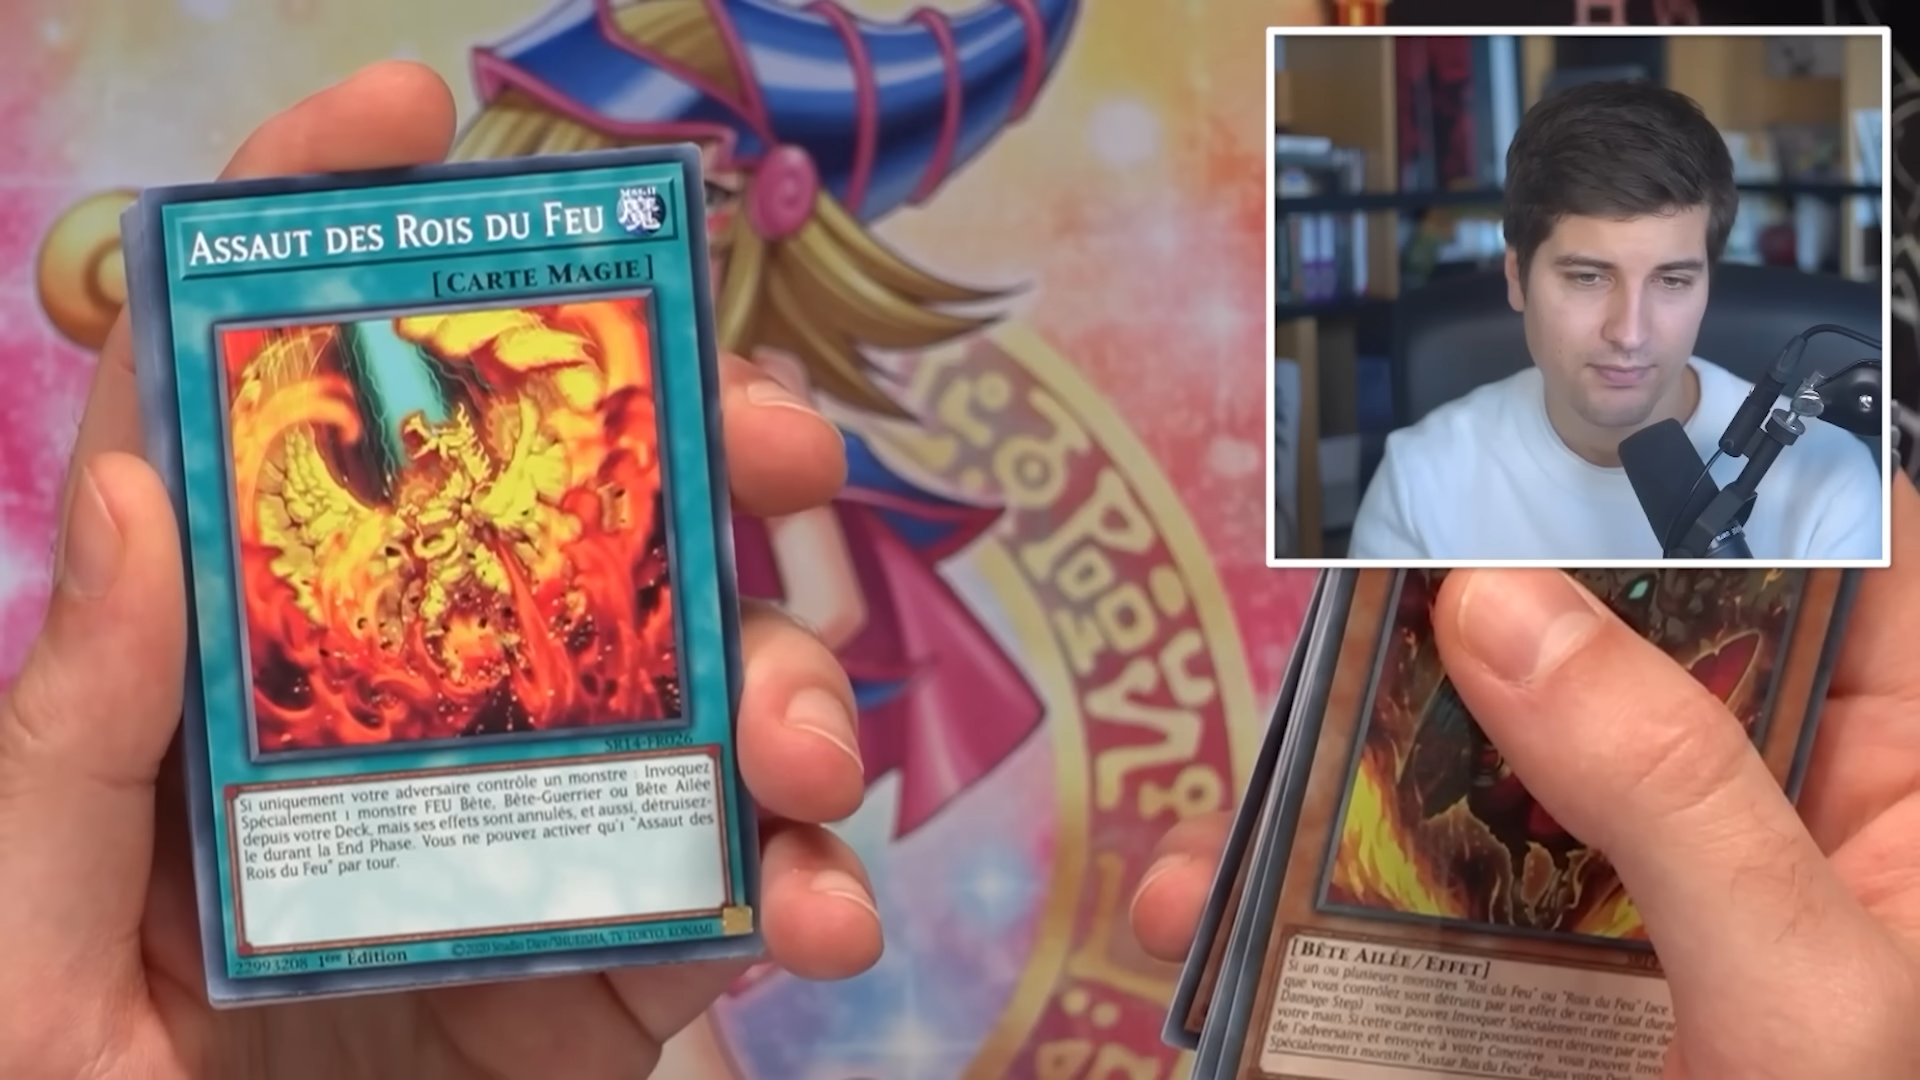 ASSAUT DES ROIS DU FEU
[CARTE MAGIE]
SR14-FR026
Si uniquement votre adversaire contrôle un monstre : Invoquez
Spécialement 1 monstre FEU Bête, Bête-Guerrier ou Bête Ailée
depuis votre Deck, mais ses effets sont annulés, et aussi, détruisez-
le durant la End Phase. Vous ne pouvez activer qu'1 "Assaut des
Rois du Feu" par tour.
22993208 1ère Édition
©2020 Studio Dice/SHUEISHA, TV TOKYO, KONAMI
[BÊTE AILÉE/EFFET]
Si un ou plusieurs monstres "Roi du Feu" ou "Rois du Feu" face
que vous contrôlez sont détruits par un effet de carte (sauf durant
Damage Step) : vous pouvez Invoquer Spécialement cette carte de
votre main. Si cette carte en votre possession est détruite par une
de l'adversaire et envoyée à votre Cimetière : vous pouvez Invo
Spécialement 1 monstre "Avatar Roi du Feu" depuis votre